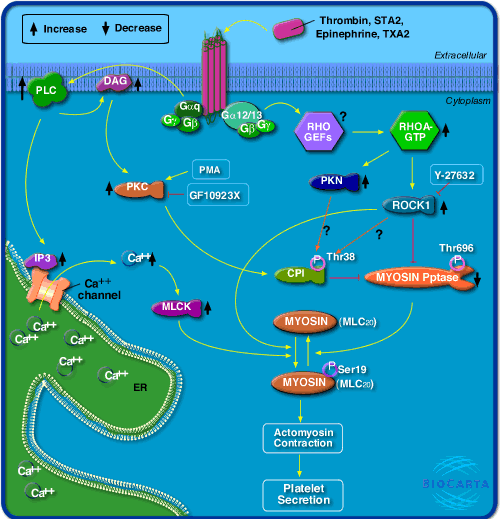 Increase
Decrease
Thrombin, STA2,
Epinephrine, TXA2
Extracellular
Cytoplasm
PLC
DAG
Gαq
Gγ
Gβ
Gα12/13
Gβ
Gγ
?
RHO
GEFs
RHOA-
GTP
PMA
PKC
GF10923X
PKN
Y-27632
ROCK1
?
?
IP3
Ca++
Ca++
channel
CPI
P
Thr38
Thr696
P
MYOSIN Pptase
MLCK
Ca++
Ca++
Ca++
Ca++
Ca++
ER
MYOSIN
(MLC20)
P
Ser19
MYOSIN
(MLC20)
Actomyosin
Contraction
Platelet
Secretion
Ca++
Ca++
BIOCARTA